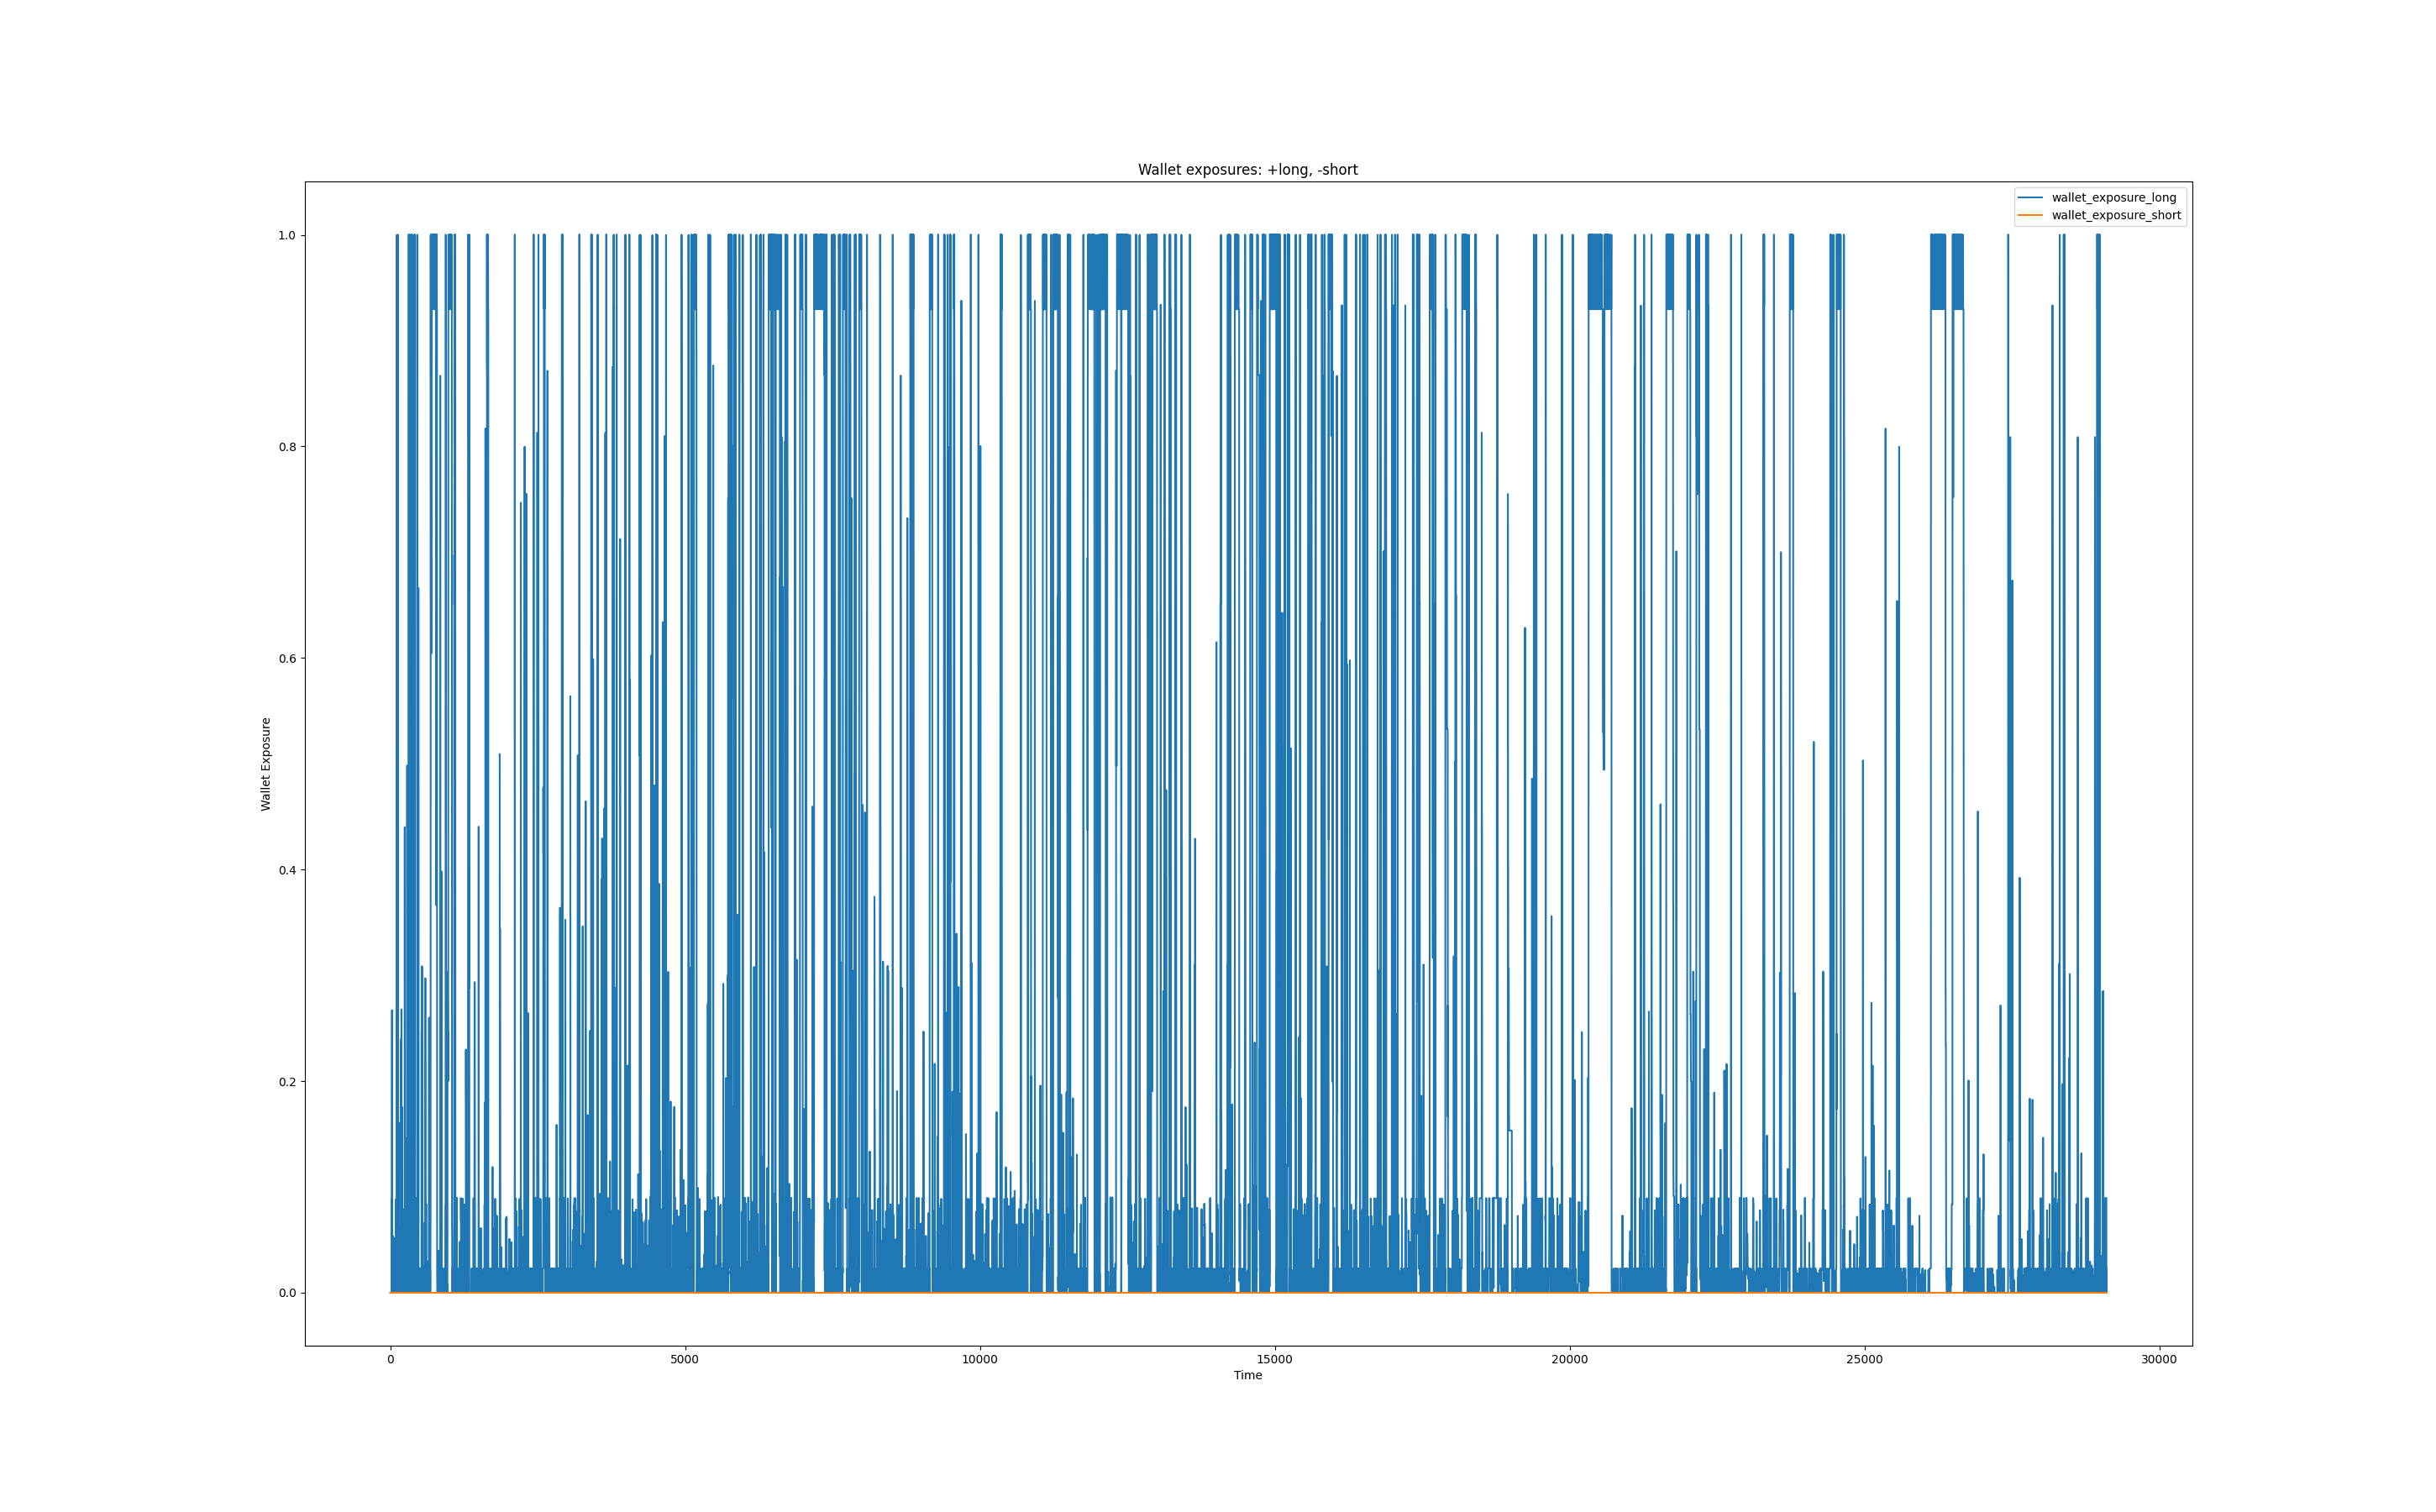 Wallet exposures: +long, -short
wallet_exposure_long
wallet_exposure_short
1.0
0.8
0.6
0.4
0.2
0.0
Wallet Exposure
0 5000 10000 15000 20000 25000 30000
Time